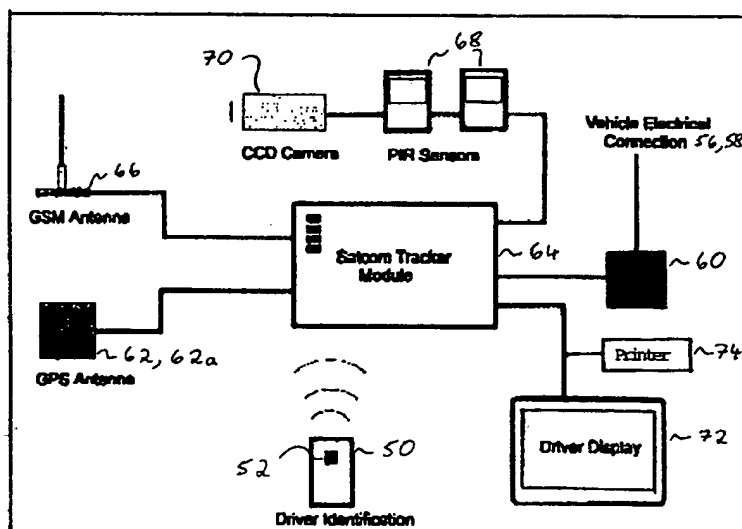 70
68
CCD Camera
PIR Sensors
Vehicle Electrical
Connection 56,58
66
GSM Antenna
Satcom Tracker
Module
64
60
62, 62a
GPS Antenna
Printer
74
52
50
Driver Display
72
Driver Identification